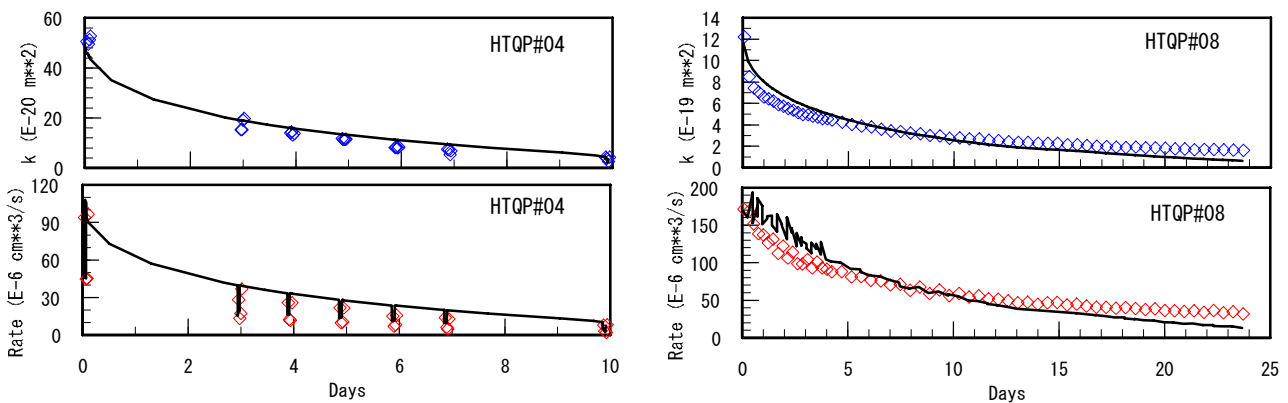 60
40
20
0
k (E-20 m**2)
HTQP#04
14
12
10
8
6
4
2
0
k (E-19 m**2)
HTQP#08
120
90
60
30
0
Rate (E-6 cm**3/s)
HTQP#04
0 2 4 6 8 10
Days
200
150
100
50
0
Rate (E-6 cm**3/s)
HTQP#08
0 5 10 15 20 25
Days